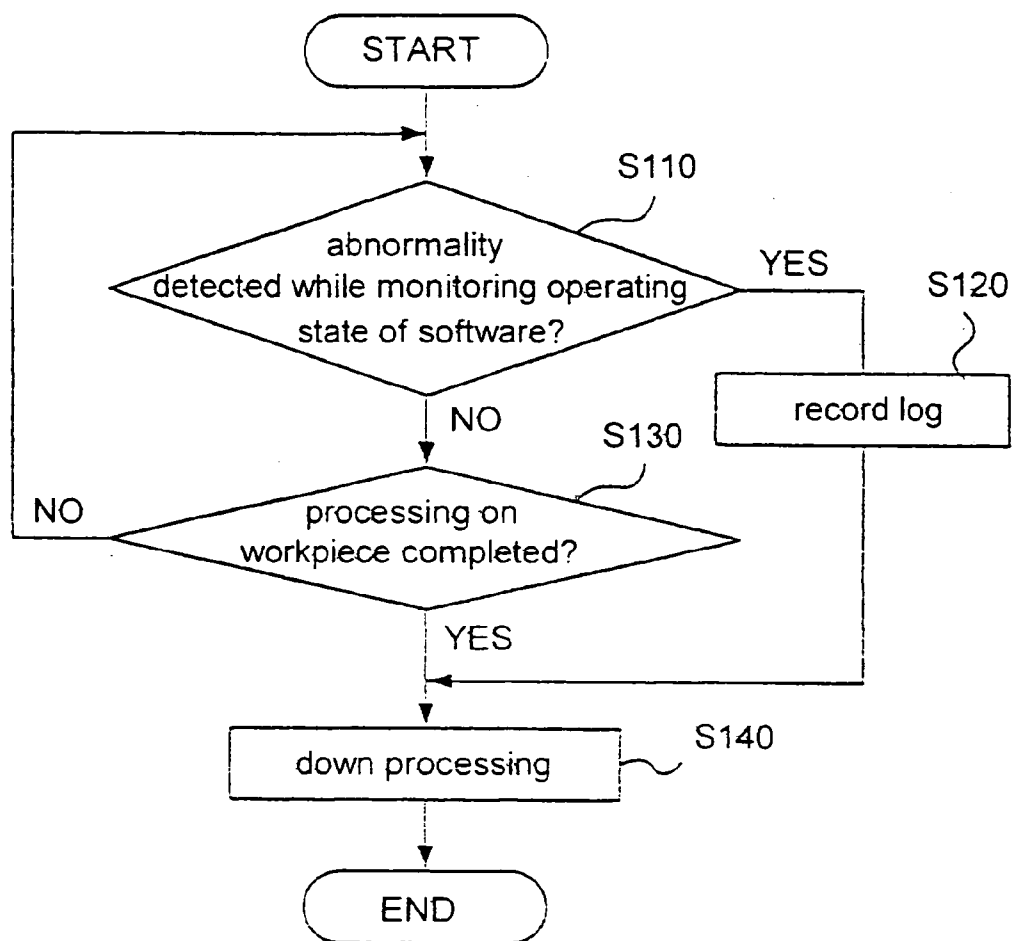 START
S110
abnormality
detected while monitoring operating
state of software?
YES
S120
record log
NO
S130
processing on
workpiece completed?
NO
YES
S140
down processing
END